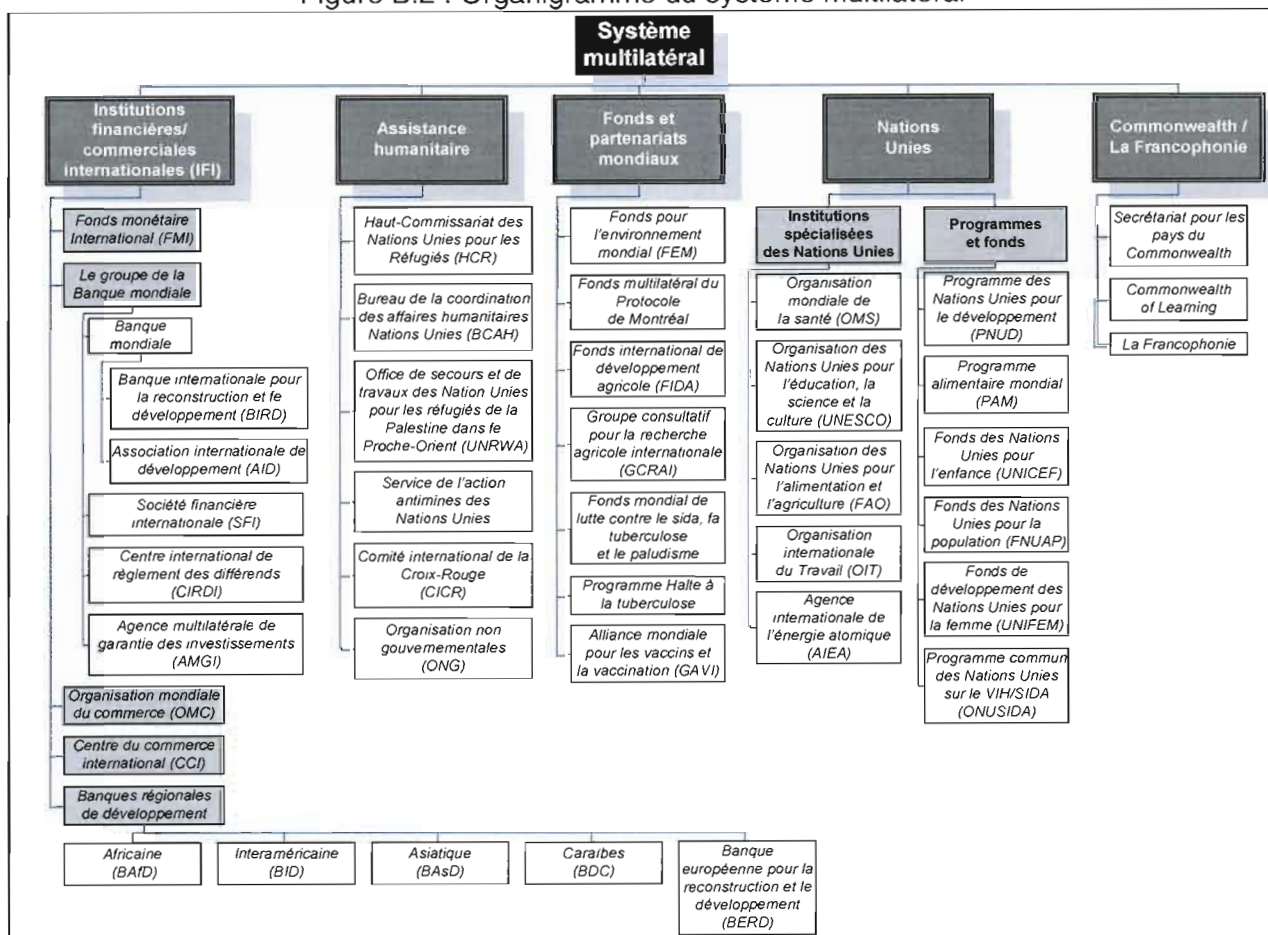 Figure B.2 : Organigramme du système multilatéral
Système
multilatéral
Institutions
financières/
commerciales
internationales (IFI)
Fonds monétaire
International (FMI)
Le groupe de la
Banque mondiale
Banque
mondiale
Banque internationale pour
la reconstruction et fe
développement (BIRD)
Association internationale de
développement (AID)
Société financière
internationale (SFI)
Centre international de
règlement des différends
(CIRDI)
Agence multilatérale de
garantie des investissements
(AMGI)
Organisation mondiale
du commerce (OMC)
Centre du commerce
international (CCI)
Banques régionales
de développement
Africaine
(BAfD)
Interaméricaine
(BID)
Asiatique
(BAsD)
Caraïbes
(BDC)
Banque
européenne pour la
reconstruction et le
développement
(BERD)
Assistance
humanitaire
Haut-Commissariat des
Nations Unies pour les
Réfugiés (HCR)
Bureau de la coordination
des affaires humanitaires
Nations Unies (BCAH)
Office de secours et de
travaux des Nation Unies
pour les réfugiés de la
Palestine dans fe
Proche-Orient (UNRWA)
Service de l'action
antimines des
Nations Unies
Comité international de la
Croix-Rouge
(CICR)
Organisation non
gouvernementales
(ONG)
Fonds et
partenariats
mondiaux
Fonds pour
l'environnement
mondial (FEM)
Fonds multilatéral du
Protocole
de Montréal
Fonds international de
développement
agricole (FIDA)
Groupe consultatif
pour la recherche
agricole internationale
(GCRAI)
Fonds mondial de
lutte contre le sida, fa
tuberculose
et le paludisme
Programme Halte à
la tuberculose
Alliance mondiale
pour les vaccins et
la vaccination (GAVI)
Nations
Unies
Institutions
spécialisées
des Nations Unies
Organisation
mondiale de
la santé (OMS)
Organisation des
Nations Unies pour
l'éducation, la
science et la
culture (UNESCO)
Organisation des
Nations Unies pour
l'alimentation et
l'agriculture (FAO)
Organisation
internationale
du Travail (OIT)
Agence
internationale de
l'énergie atomique
(AIEA)
Programmes
et fonds
Programme des
Nations Unies pour
le développement
(PNUD)
Programme
alimentaire mondial
(PAM)
Fonds des Nations
Unies pour
l'enfance (UNICEF)
Fonds des Nations
Unies pour la
population (FNUAP)
Fonds de
développement des
Nations Unies pour
la femme (UNIFEM)
Programme commun
des Nations Unies
sur le VIH/SIDA
(ONUSIDA)
Commonwealth /
La Francophonie
Secrétariat pour les
pays du
Commonwealth
Commonwealth
of Learning
La Francophonie